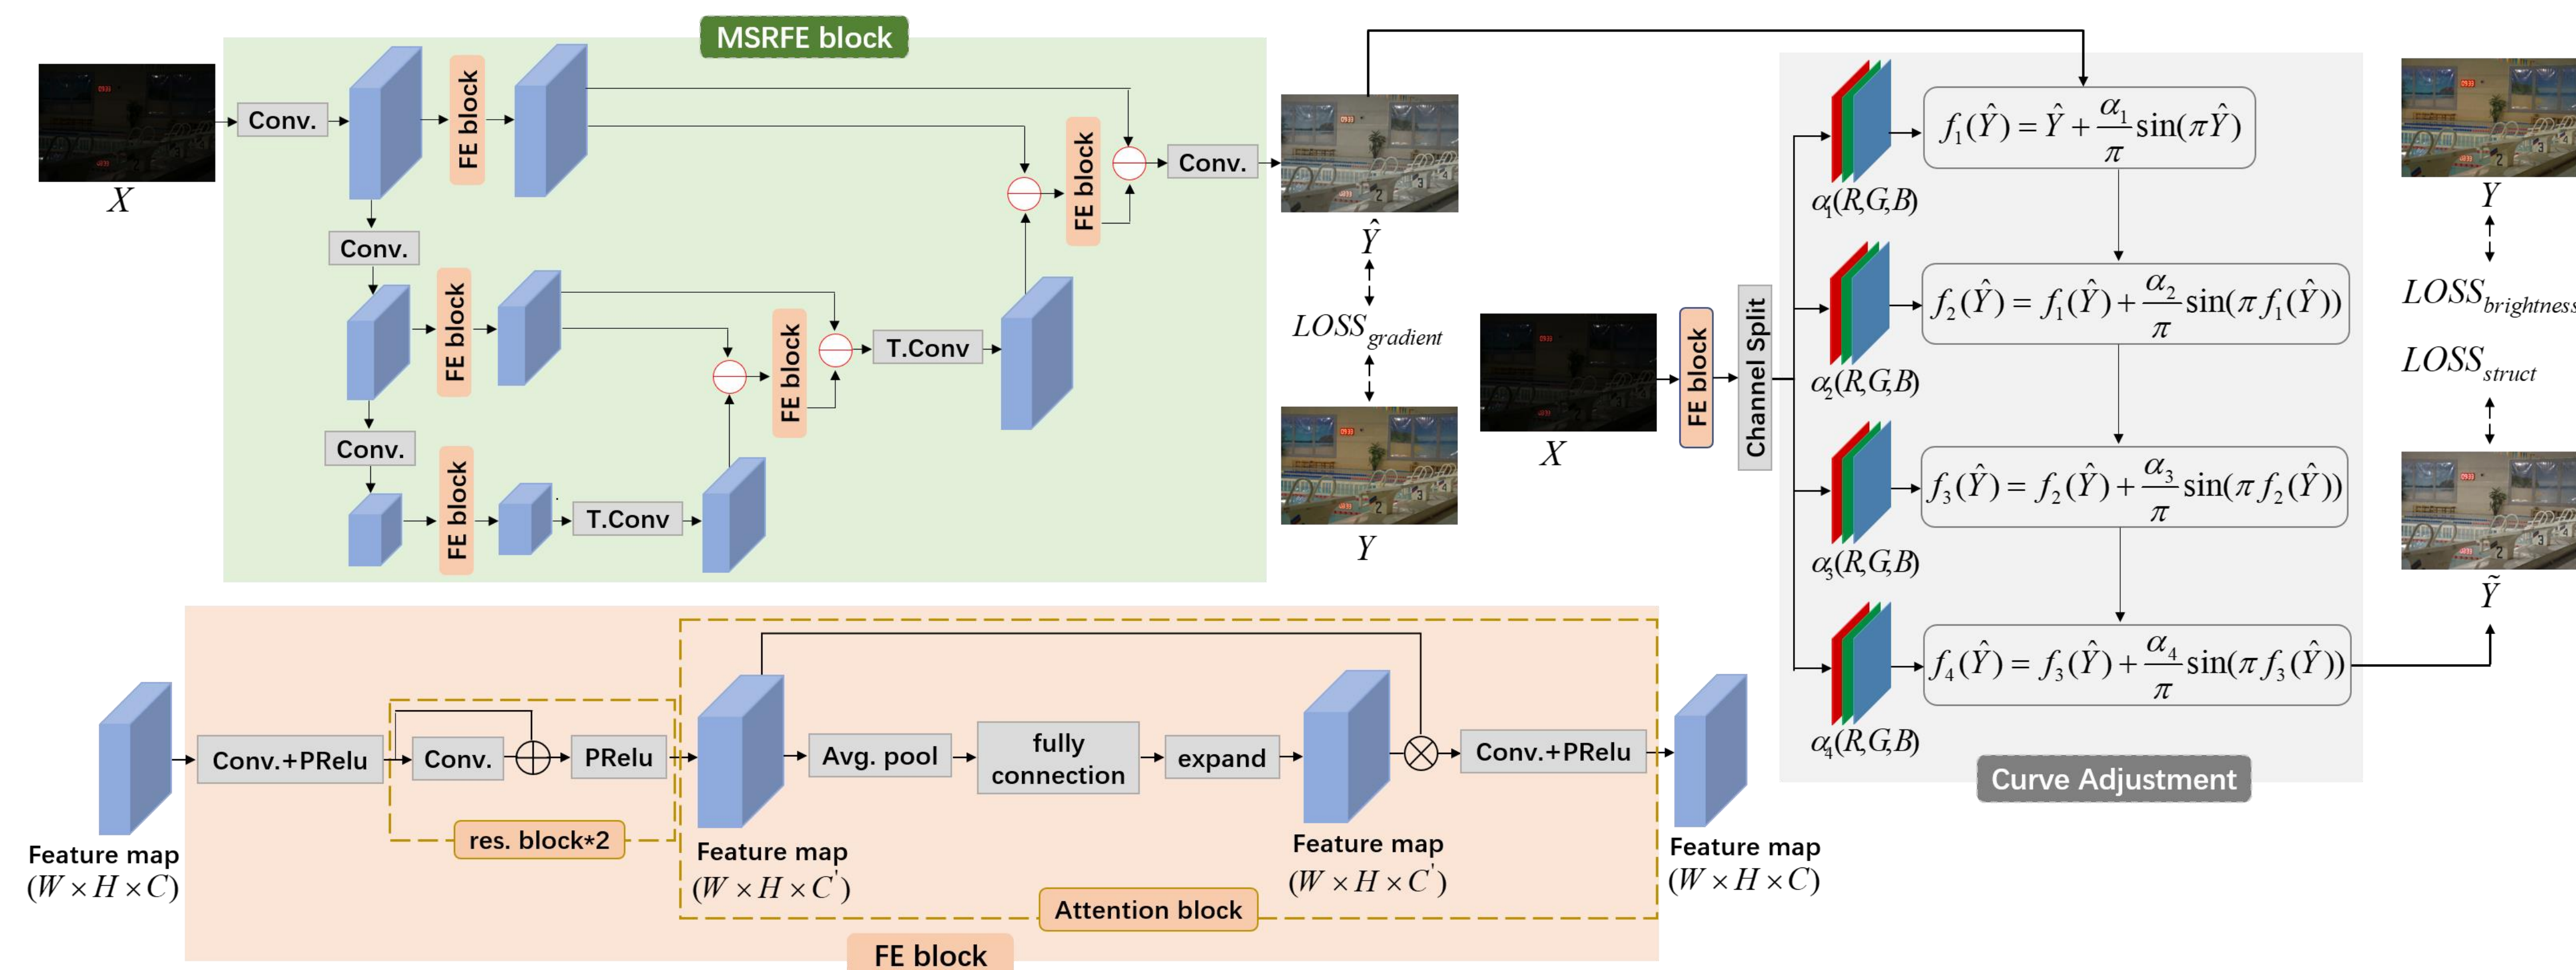 MSRFE block
X
Conv.
FE block
Conv.
FE block
Conv.
FE block
T.Conv
FE block
T.Conv
FE block
Conv.
Ŷ
LOSS_gradient
Y
X
FE block
Channel Split
α₁(R,G,B)
f₁(Ŷ) = Ŷ + α₁/π sin(πŶ)
α₂(R,G,B)
f₂(Ŷ) = f₁(Ŷ) + α₂/π sin(π f₁(Ŷ))
α₃(R,G,B)
f₃(Ŷ) = f₂(Ŷ) + α₃/π sin(π f₂(Ŷ))
α₄(R,G,B)
f₄(Ŷ) = f₃(Ŷ) + α₄/π sin(π f₃(Ŷ))
Curve Adjustment
Y
LOSS_brightness
LOSS_struct
Ỹ
Feature map
(W × H × C)
Conv.+PRelu
Conv.
PRelu
res. block*2
Feature map
(W × H × C')
Avg. pool
fully
connection
expand
Feature map
(W × H × C')
Conv.+PRelu
Attention block
Feature map
(W × H × C)
FE block